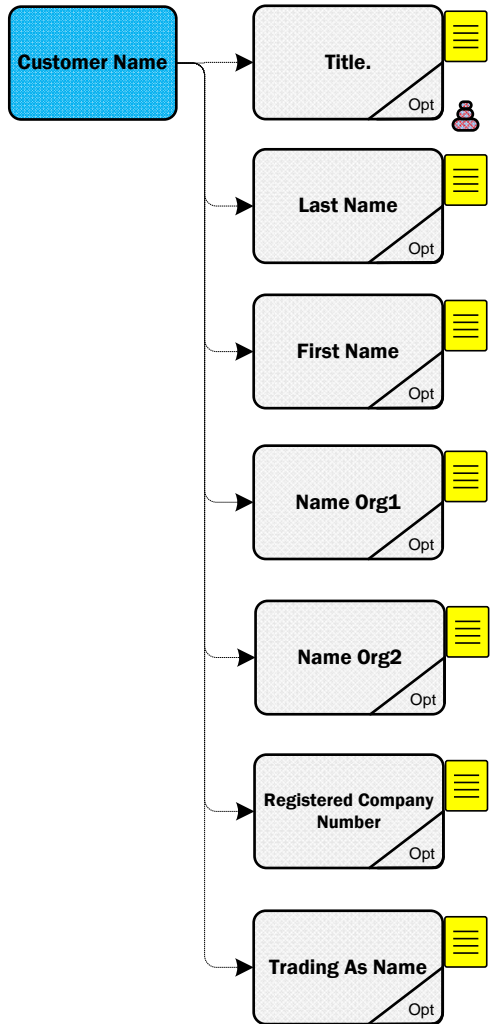 Customer Name
Title.
Opt
Last Name
Opt
First Name
Opt
Name Org1
Opt
Name Org2
Opt
Registered Company
Number
Opt
Trading As Name
Opt